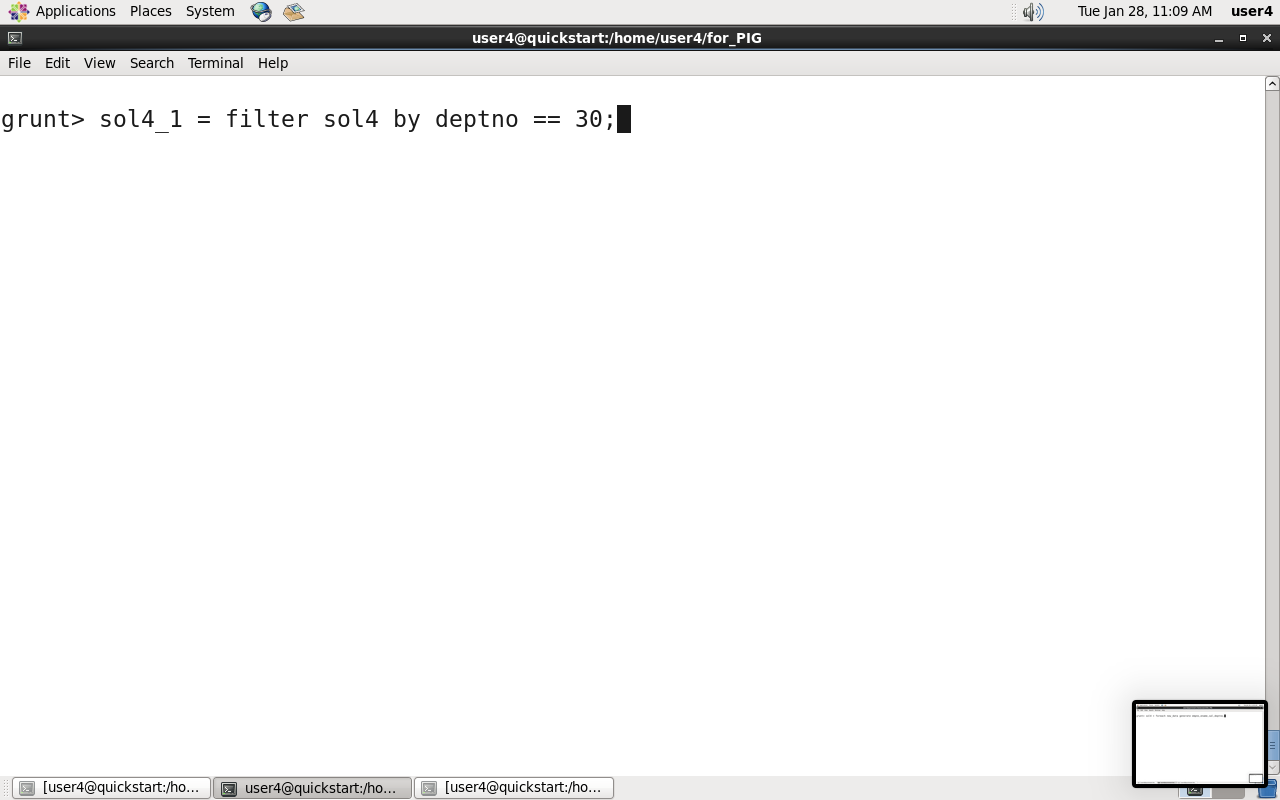 Applications Places System Tue Jan 28, 11:09 AM user4
user4@quickstart:/home/user4/for_PIG
File Edit View Search Terminal Help
grunt> sol4_1 = filter sol4 by deptno == 30;
[user4@quickstart:/ho... user4@quickstart:/ho... [user4@quickstart:/ho...